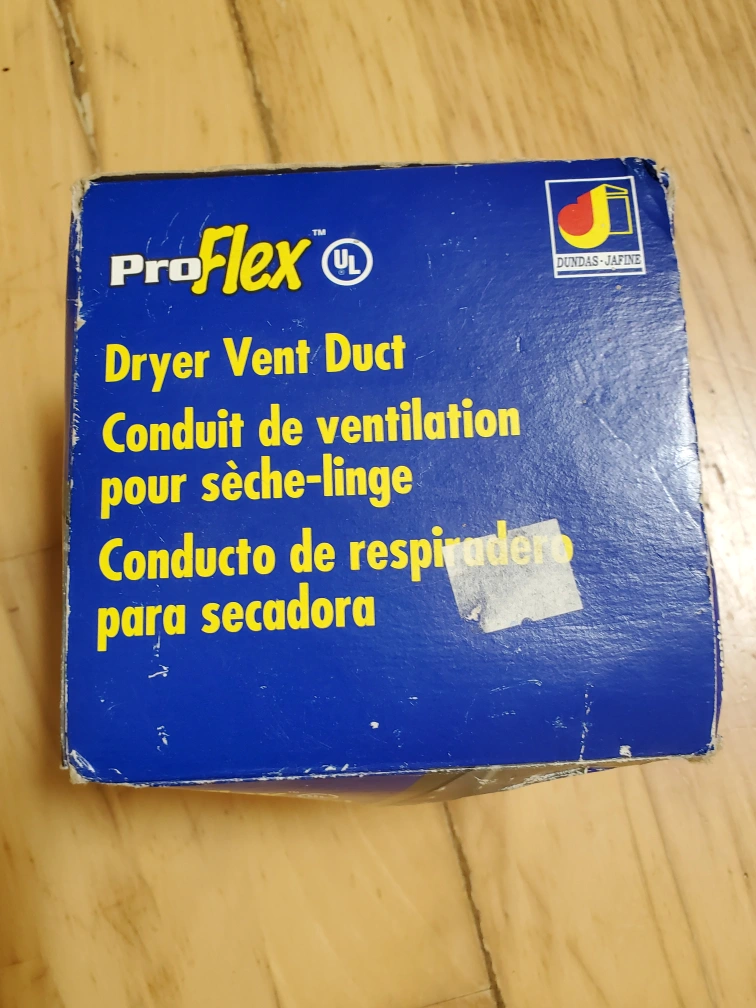 ProFlex™ UL
DUNDAS-JAFINE
Dryer Vent Duct
Conduit de ventilation
pour sèche-linge
Conducto de respiradero
para secadora